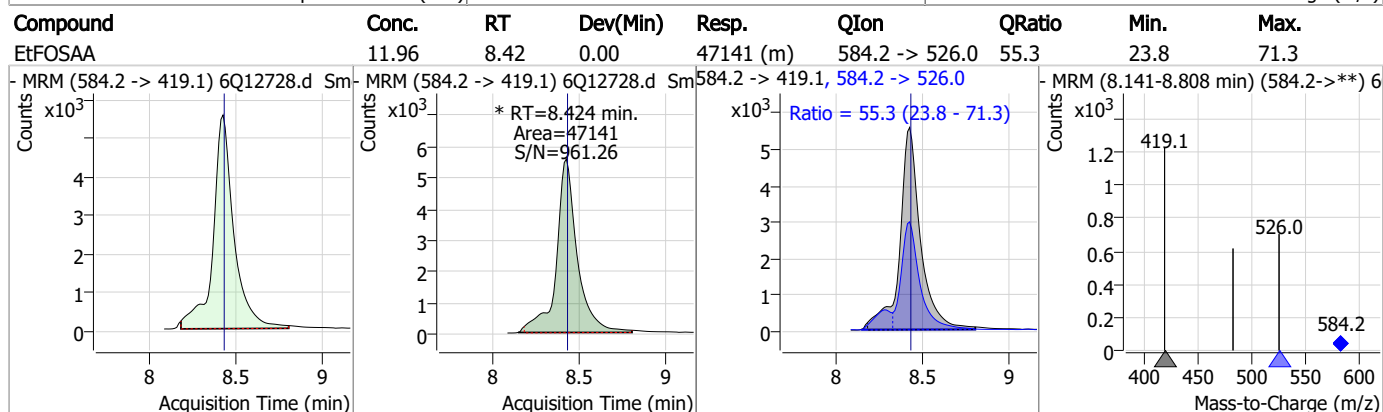 Compound Conc. RT Dev(Min) Resp. QIon QRatio Min. Max.
EtFOSAA 11.96 8.42 0.00 47141 (m) 584.2 -> 526.0 55.3 23.8 71.3
- MRM (584.2 -> 419.1) 6Q12728.d Sm
Counts
x10³
4
3
2
1
0
8 8.5 9
Acquisition Time (min)
- MRM (584.2 -> 419.1) 6Q12728.d Sm
Counts
x10³
* RT=8.424 min.
Area=47141
S/N=961.26
6
5
4
3
2
1
0
8 8.5 9
Acquisition Time (min)
584.2 -> 419.1, 584.2 -> 526.0
x10³
Ratio = 55.3 (23.8 - 71.3)
5
4
3
2
1
0
8 8.5 9
Acquisition Time (min)
- MRM (8.141-8.808 min) (584.2->**) 6
Counts
x10³
419.1
1.2
1
0.8
0.6
0.4
0.2
0
526.0
584.2
400 450 500 550 600
Mass-to-Charge (m/z)